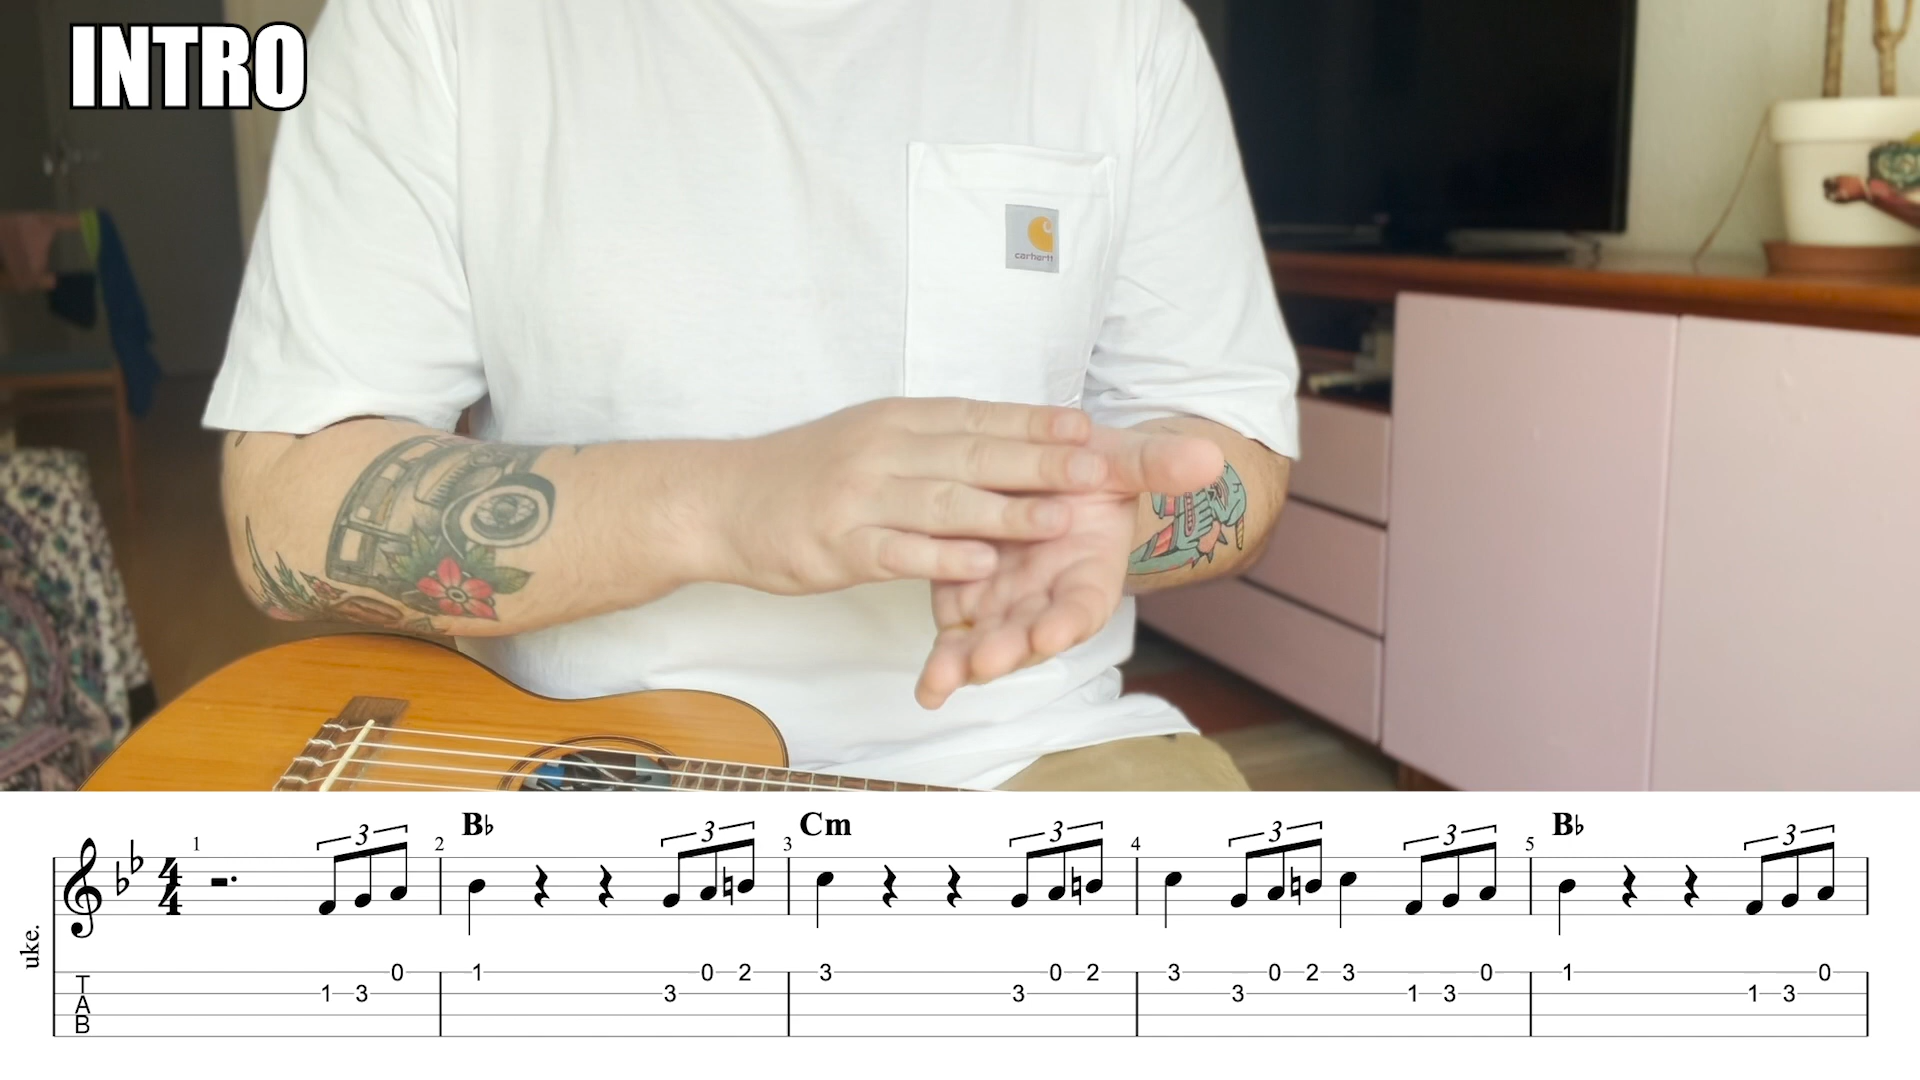 INTRO
carhartt
B♭ Cm B♭
1 3 2 3 3 3 4 3 3 5 3
4
4
uke.
T
A
B
0 1 0 2 3 0 2 3 0 2 3 0 1 0
1 3 3 3 3 1 3 1 3